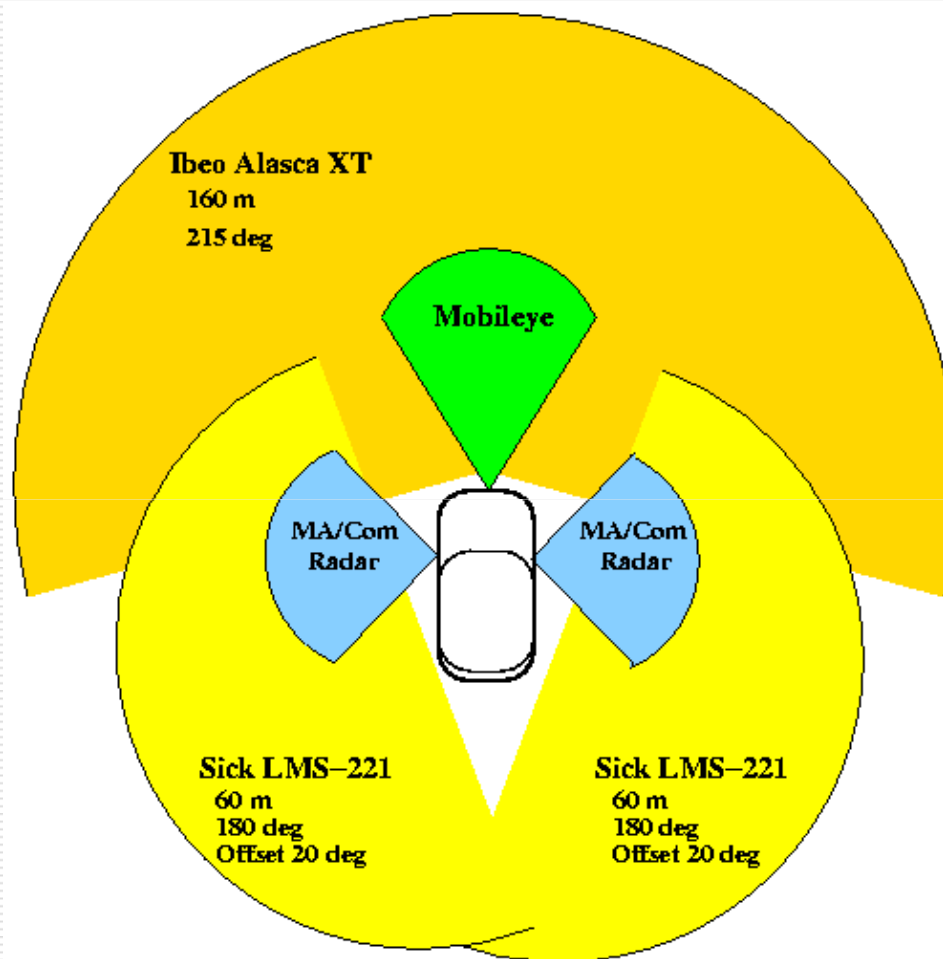 Ibeo Alasca XT
160 m
215 deg
Mobileye
MA/Com
Radar
MA/Com
Radar
Sick LMS–221
60 m
180 deg
Offset 20 deg
Sick LMS–221
60 m
180 deg
Offset 20 deg